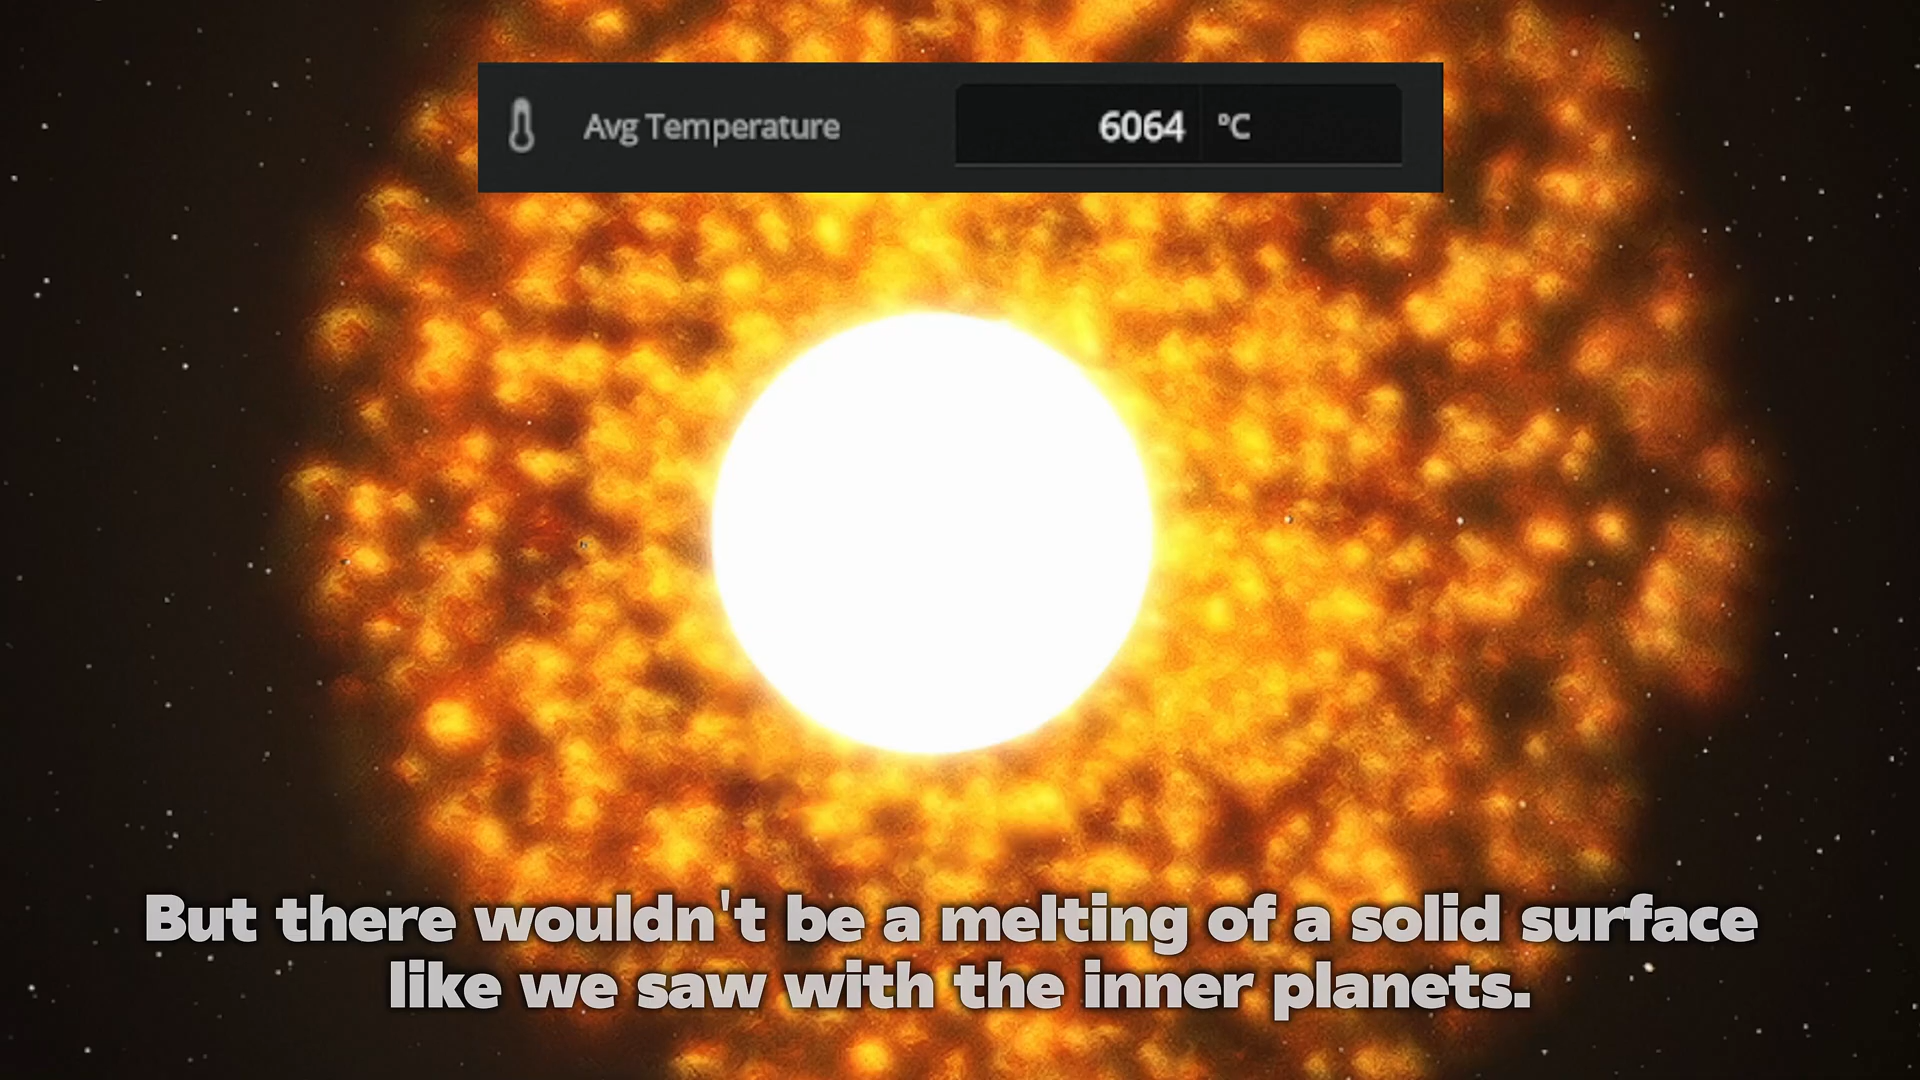 Avg Temperature 6064 °C
But there wouldn't be a melting of a solid surface
like we saw with the inner planets.